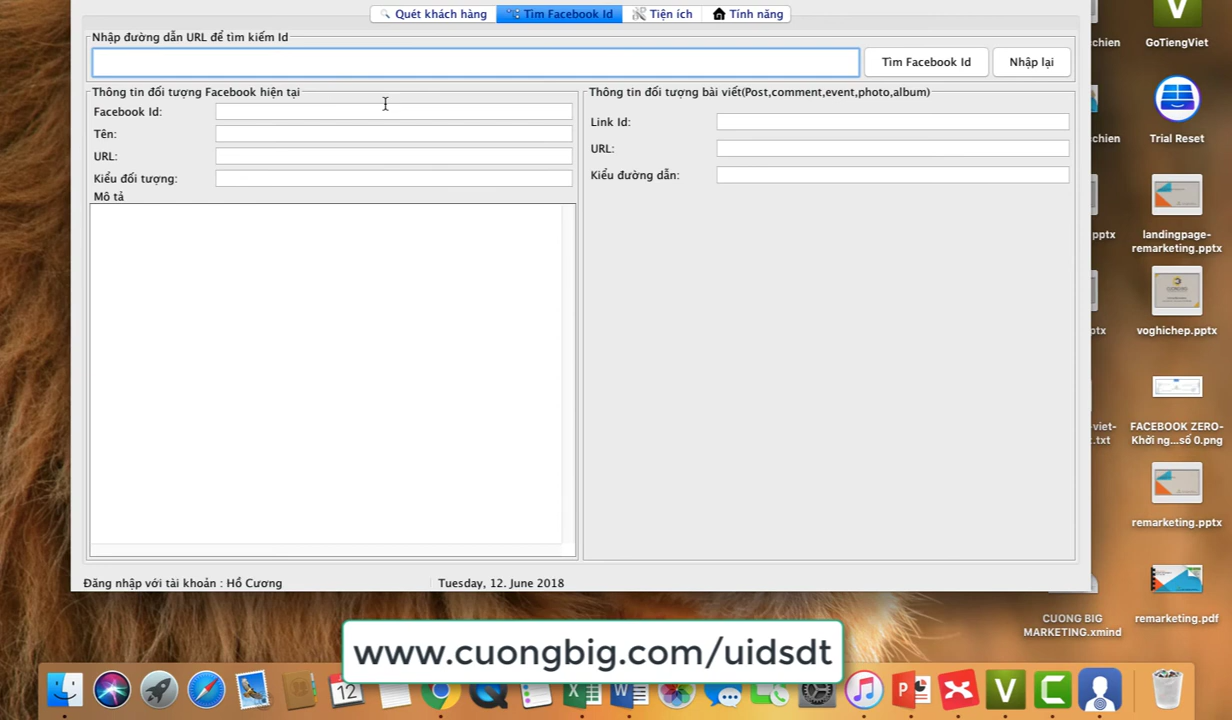 Quét khách hàng
Tìm Facebook Id
Tiện ích
Tính năng
Nhập đường dẫn URL để tìm kiếm Id
Tìm Facebook Id
Nhập lại
Thông tin đối tượng Facebook hiện tại
Facebook Id:
Tên:
URL:
Kiểu đối tượng:
Mô tả
Thông tin đối tượng bài viết(Post,comment,event,photo,album)
Link Id:
URL:
Kiểu đường dẫn:
Đăng nhập với tài khoản : Hồ Cương
Tuesday, 12. June 2018
chien
GoTiengViet
chien
Trial Reset
pptx
landingpage-
remarketing.pptx
ptx
voghichep.pptx
-viet-
t.txt
FACEBOOK ZERO-
Khởi ng...số 0.png
remarketing.pptx
CUONG BIG
MARKETING.xmind
remarketing.pdf
www.cuongbig.com/uidsdt
12